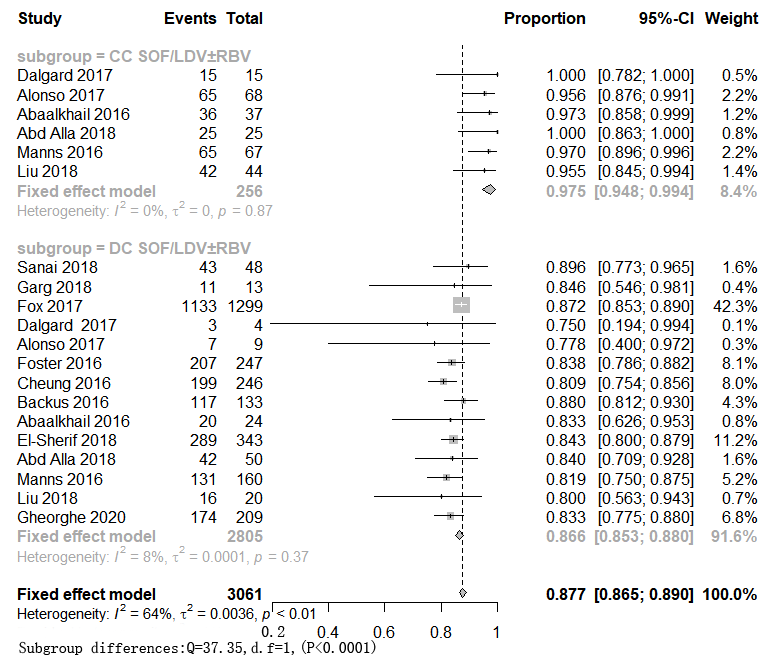 Study Events Total Proportion 95%-CI Weight
subgroup = CC SOF/LDV±RBV
Dalgard 2017 15 15 1.000 [0.782; 1.000] 0.5%
Alonso 2017 65 68 0.956 [0.876; 0.991] 2.2%
Abaalkhail 2016 36 37 0.973 [0.858; 0.999] 1.2%
Abd Alla 2018 25 25 1.000 [0.863; 1.000] 0.8%
Manns 2016 65 67 0.970 [0.896; 0.996] 2.2%
Liu 2018 42 44 0.955 [0.845; 0.994] 1.4%
Fixed effect model 256 0.975 [0.948; 0.994] 8.4%
Heterogeneity: I² = 0%, τ² = 0, p = 0.87
subgroup = DC SOF/LDV±RBV
Sanai 2018 43 48 0.896 [0.773; 0.965] 1.6%
Garg 2018 11 13 0.846 [0.546; 0.981] 0.4%
Fox 2017 1133 1299 0.872 [0.853; 0.890] 42.3%
Dalgard 2017 3 4 0.750 [0.194; 0.994] 0.1%
Alonso 2017 7 9 0.778 [0.400; 0.972] 0.3%
Foster 2016 207 247 0.838 [0.786; 0.882] 8.1%
Cheung 2016 199 246 0.809 [0.754; 0.856] 8.0%
Backus 2016 117 133 0.880 [0.812; 0.930] 4.3%
Abaalkhail 2016 20 24 0.833 [0.626; 0.953] 0.8%
El-Sherif 2018 289 343 0.843 [0.800; 0.879] 11.2%
Abd Alla 2018 42 50 0.840 [0.709; 0.928] 1.6%
Manns 2016 131 160 0.819 [0.750; 0.875] 5.2%
Liu 2018 16 20 0.800 [0.563; 0.943] 0.7%
Gheorghe 2020 174 209 0.833 [0.775; 0.880] 6.8%
Fixed effect model 2805 0.866 [0.853; 0.880] 91.6%
Heterogeneity: I² = 8%, τ² = 0.0001, p = 0.37
Fixed effect model 3061 0.877 [0.865; 0.890] 100.0%
Heterogeneity: I² = 64%, τ² = 0.0036, p < 0.01
0.2 0.4 0.6 0.8 1
Subgroup differences:Q=37.35,d.f=1,(P<0.0001)